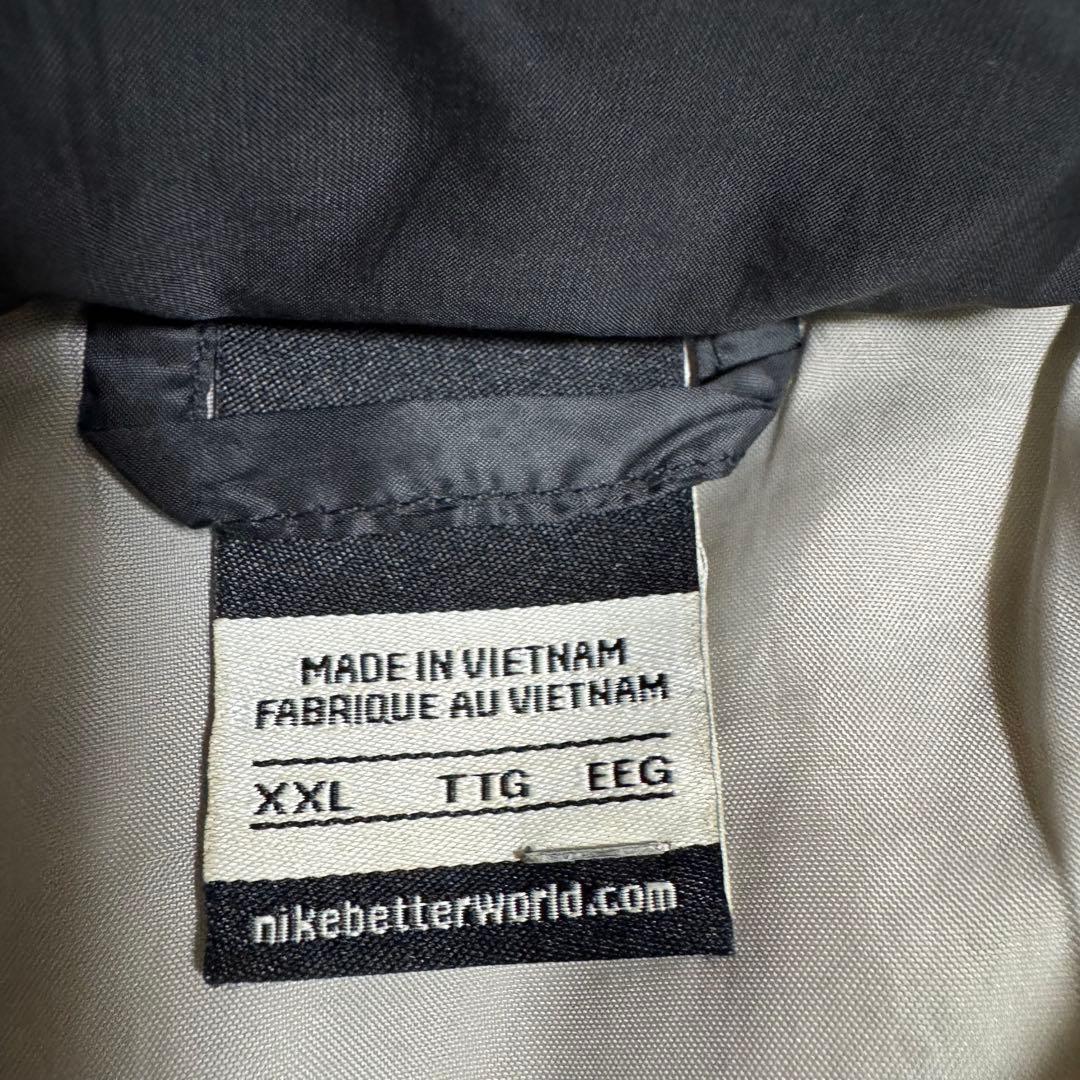 MADE IN VIETNAM
FABRIQUE AU VIETNAM
XXL TTG EEG
nikebetterworld.com